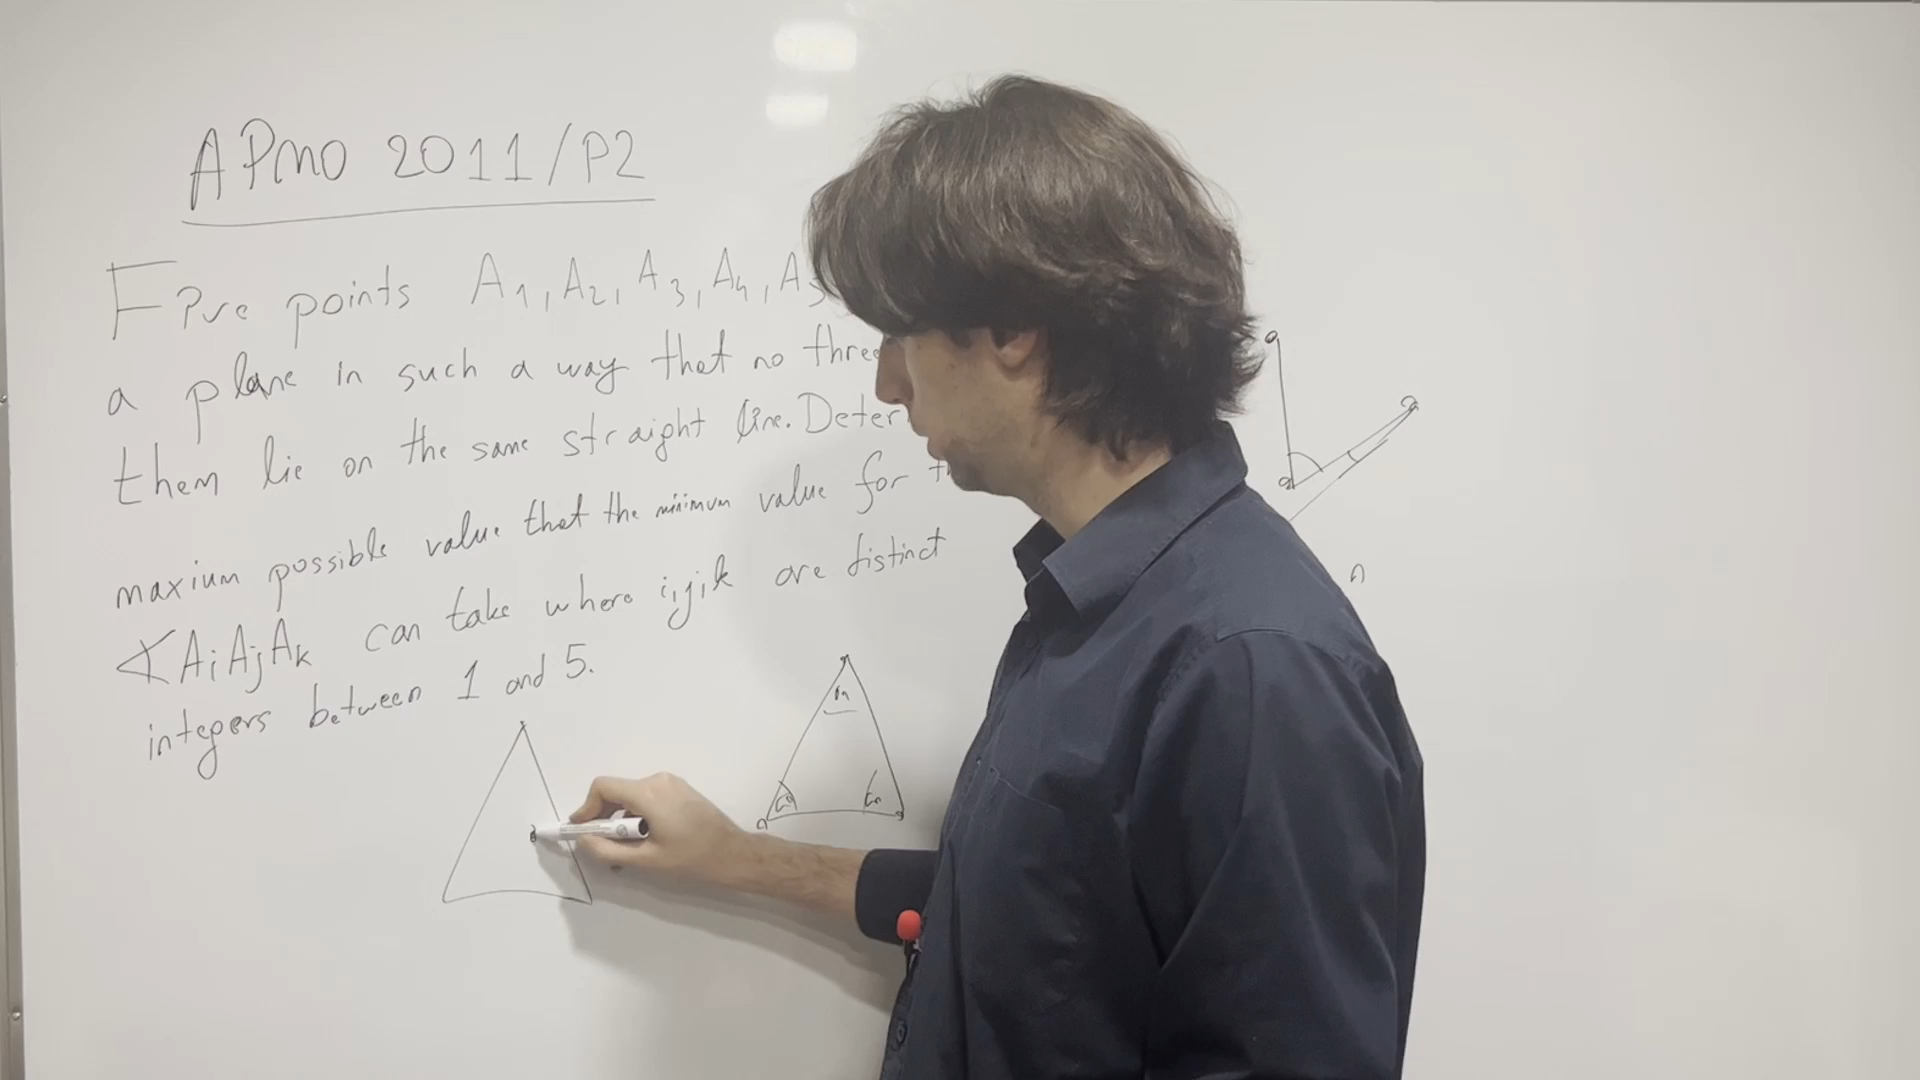 APMO 2011/P2
Five points A1, A2, A3, A4, A5
a plane in such a way that no three
them lie on the same straight line. Deter
maxium possible value that the minimum value for
∢AiAjAk can take where i,j,k are distinct
integers between 1 and 5.